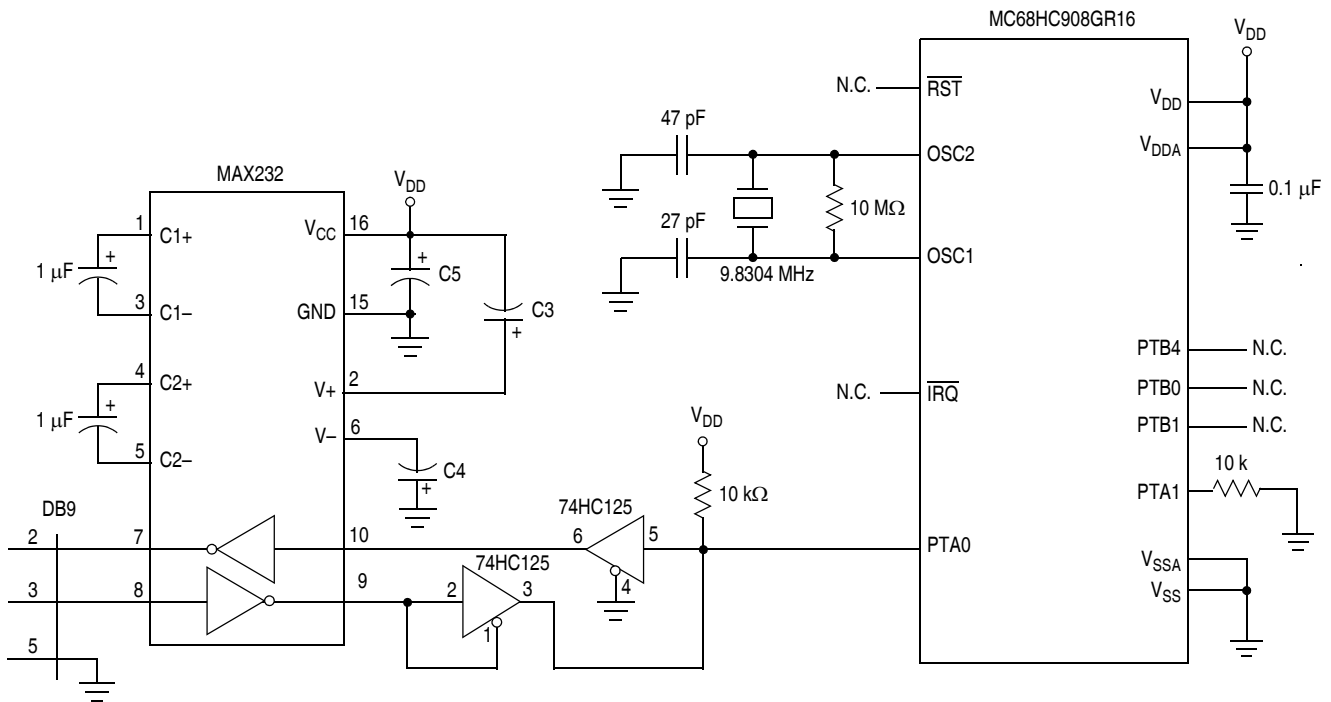 MC68HC908GR16
V_DD
N.C.
RST
V_DD
47 pF
OSC2
V_DDA
MAX232
V_DD
0.1 μF
10 MΩ
1
C1+
V_CC
16
27 pF
+
1 μF
+
C5
OSC1
9.8304 MHz
3
C1–
GND
15
C3
+
PTB4
N.C.
4
C2+
V+
2
N.C.
IRQ
PTB0
N.C.
+
1 μF
V_DD
PTB1
N.C.
V–
6
5
C2–
C4
+
10 k
10 kΩ
PTA1
DB9
74HC125
2
7
10
6
5
PTA0
74HC125
4
V_SSA
3
8
9
2
3
V_SS
1
5